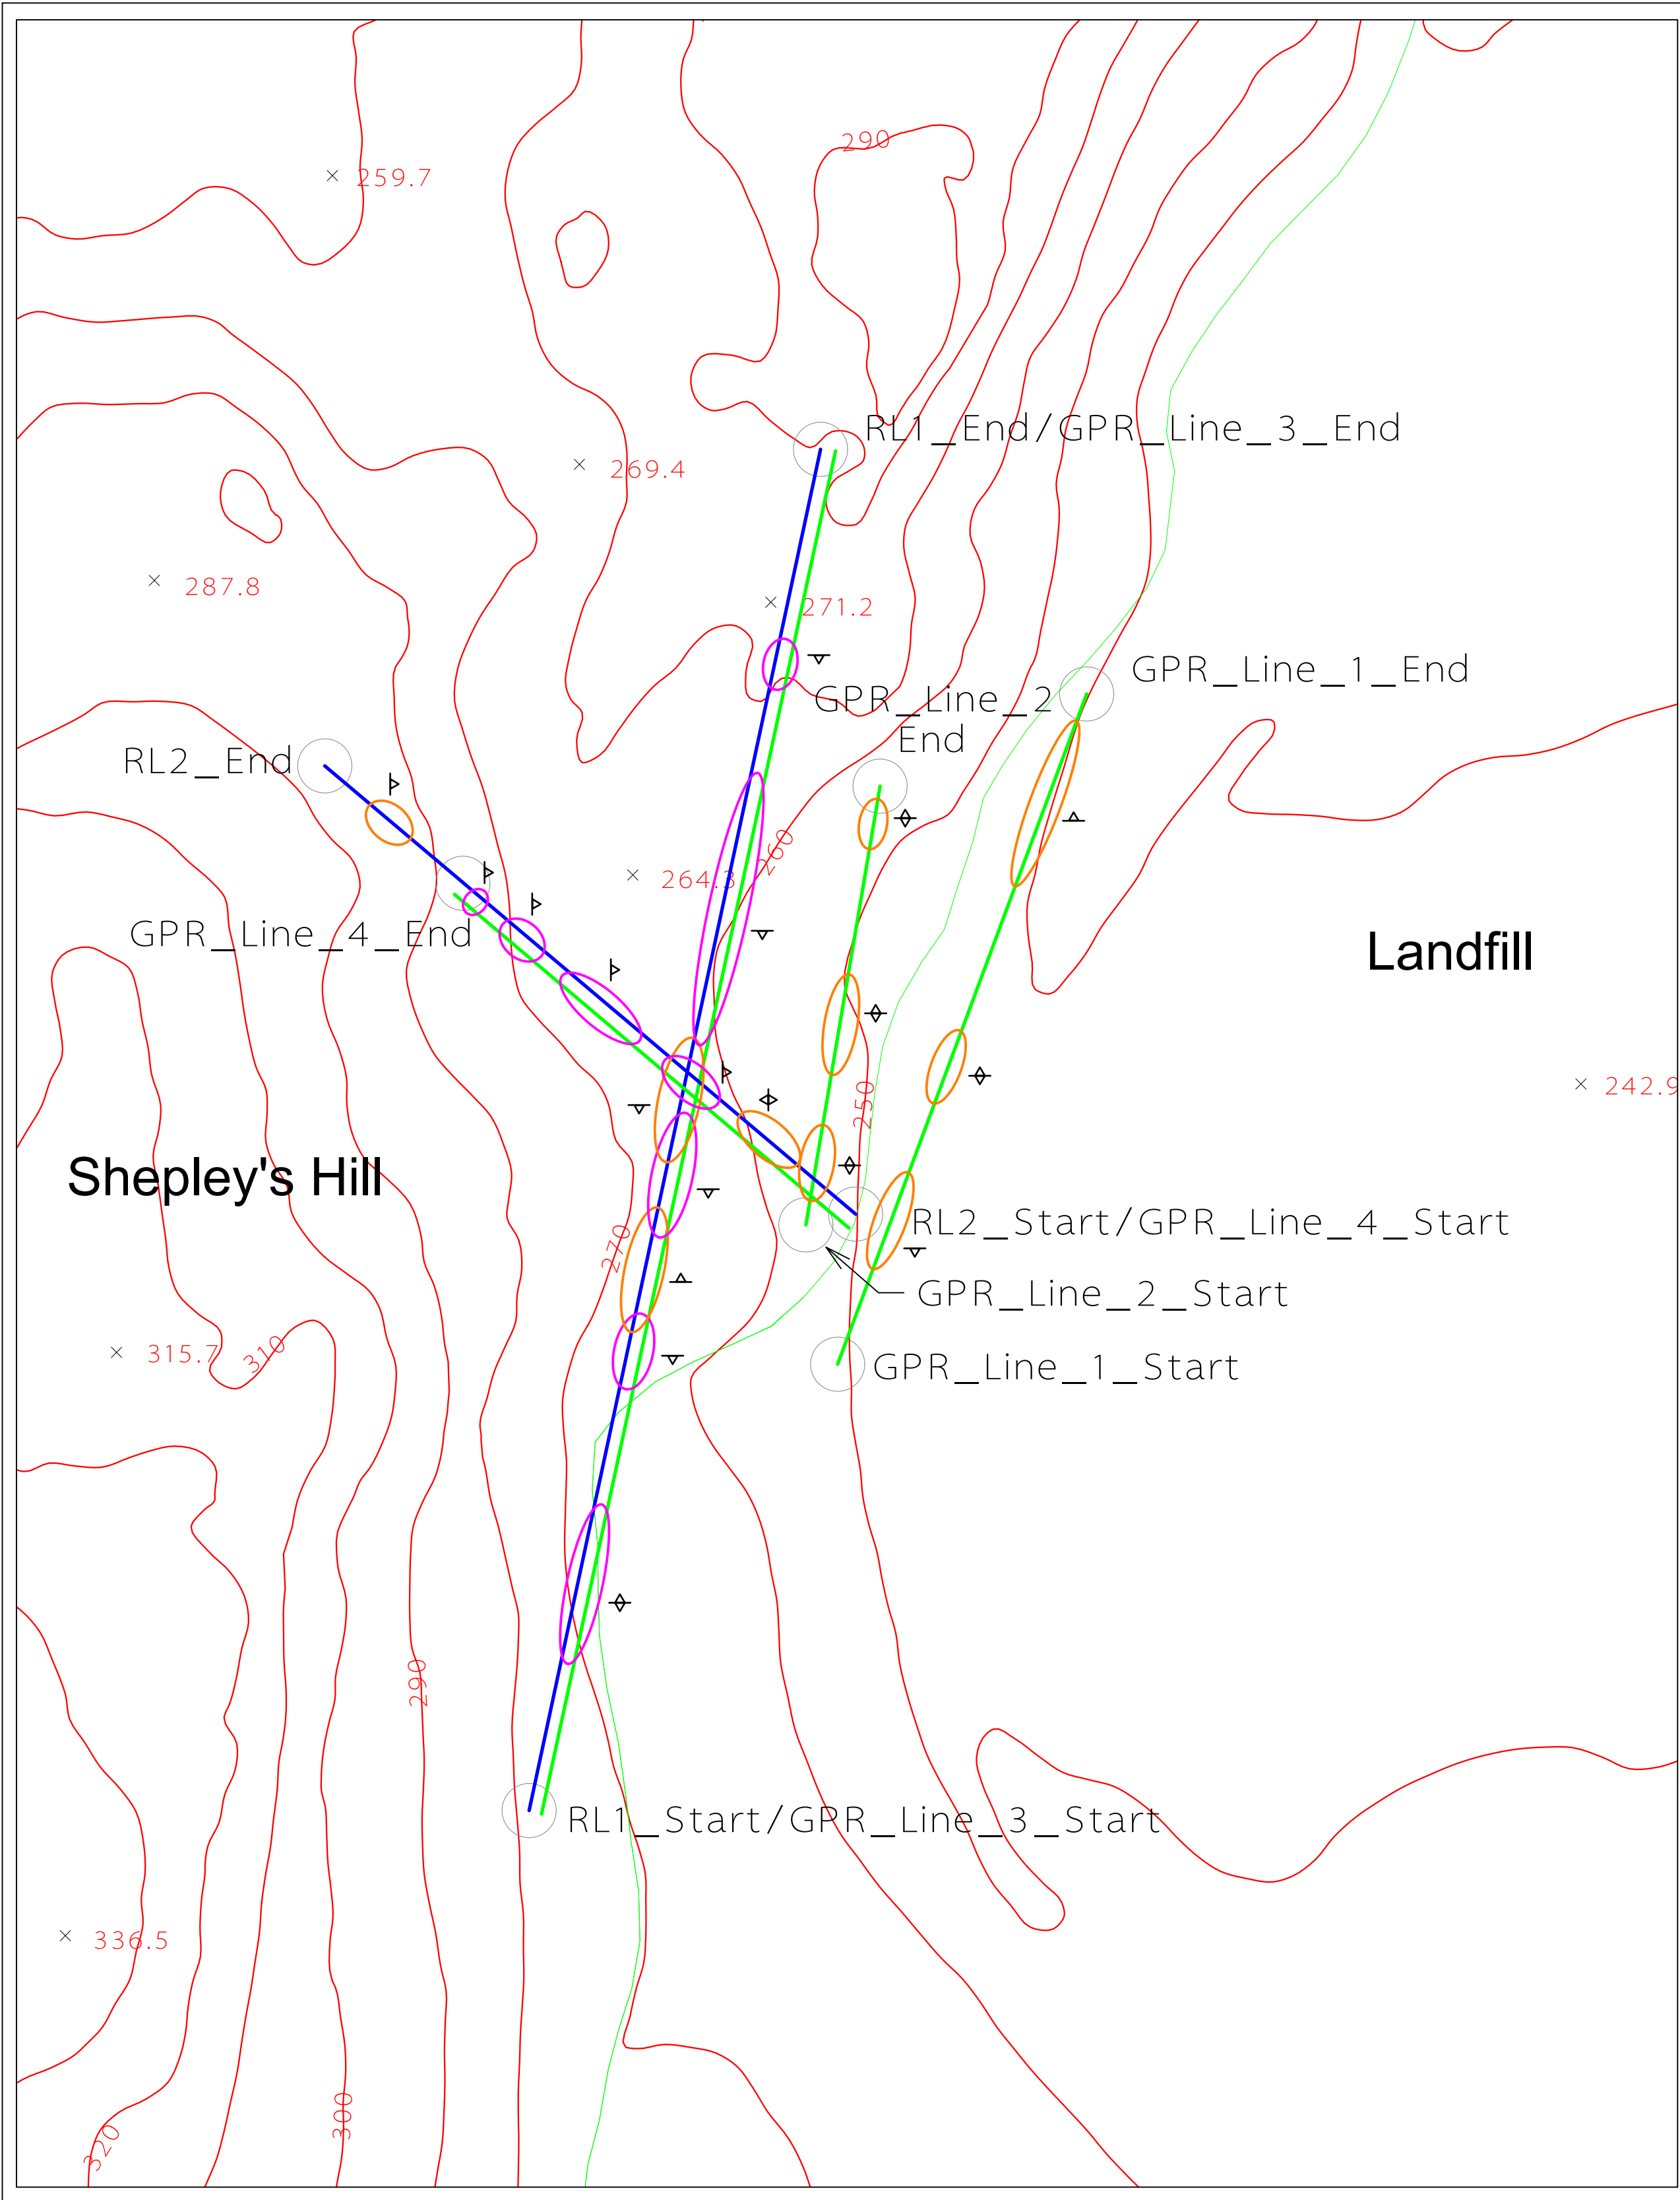 290
259.7
RL1_End/GPR_Line_3_End
269.4
287.8
271.2
GPR_Line_1_End
GPR_Line_2
End
RL2_End
260
264.3
GPR_Line_4_End
Landfill
242.9
250
Shepley's Hill
RL2_Start/GPR_Line_4_Start
270
GPR_Line_2_Start
315.7
310
GPR_Line_1_Start
290
RL1_Start/GPR_Line_3_Start
336.5
300
320